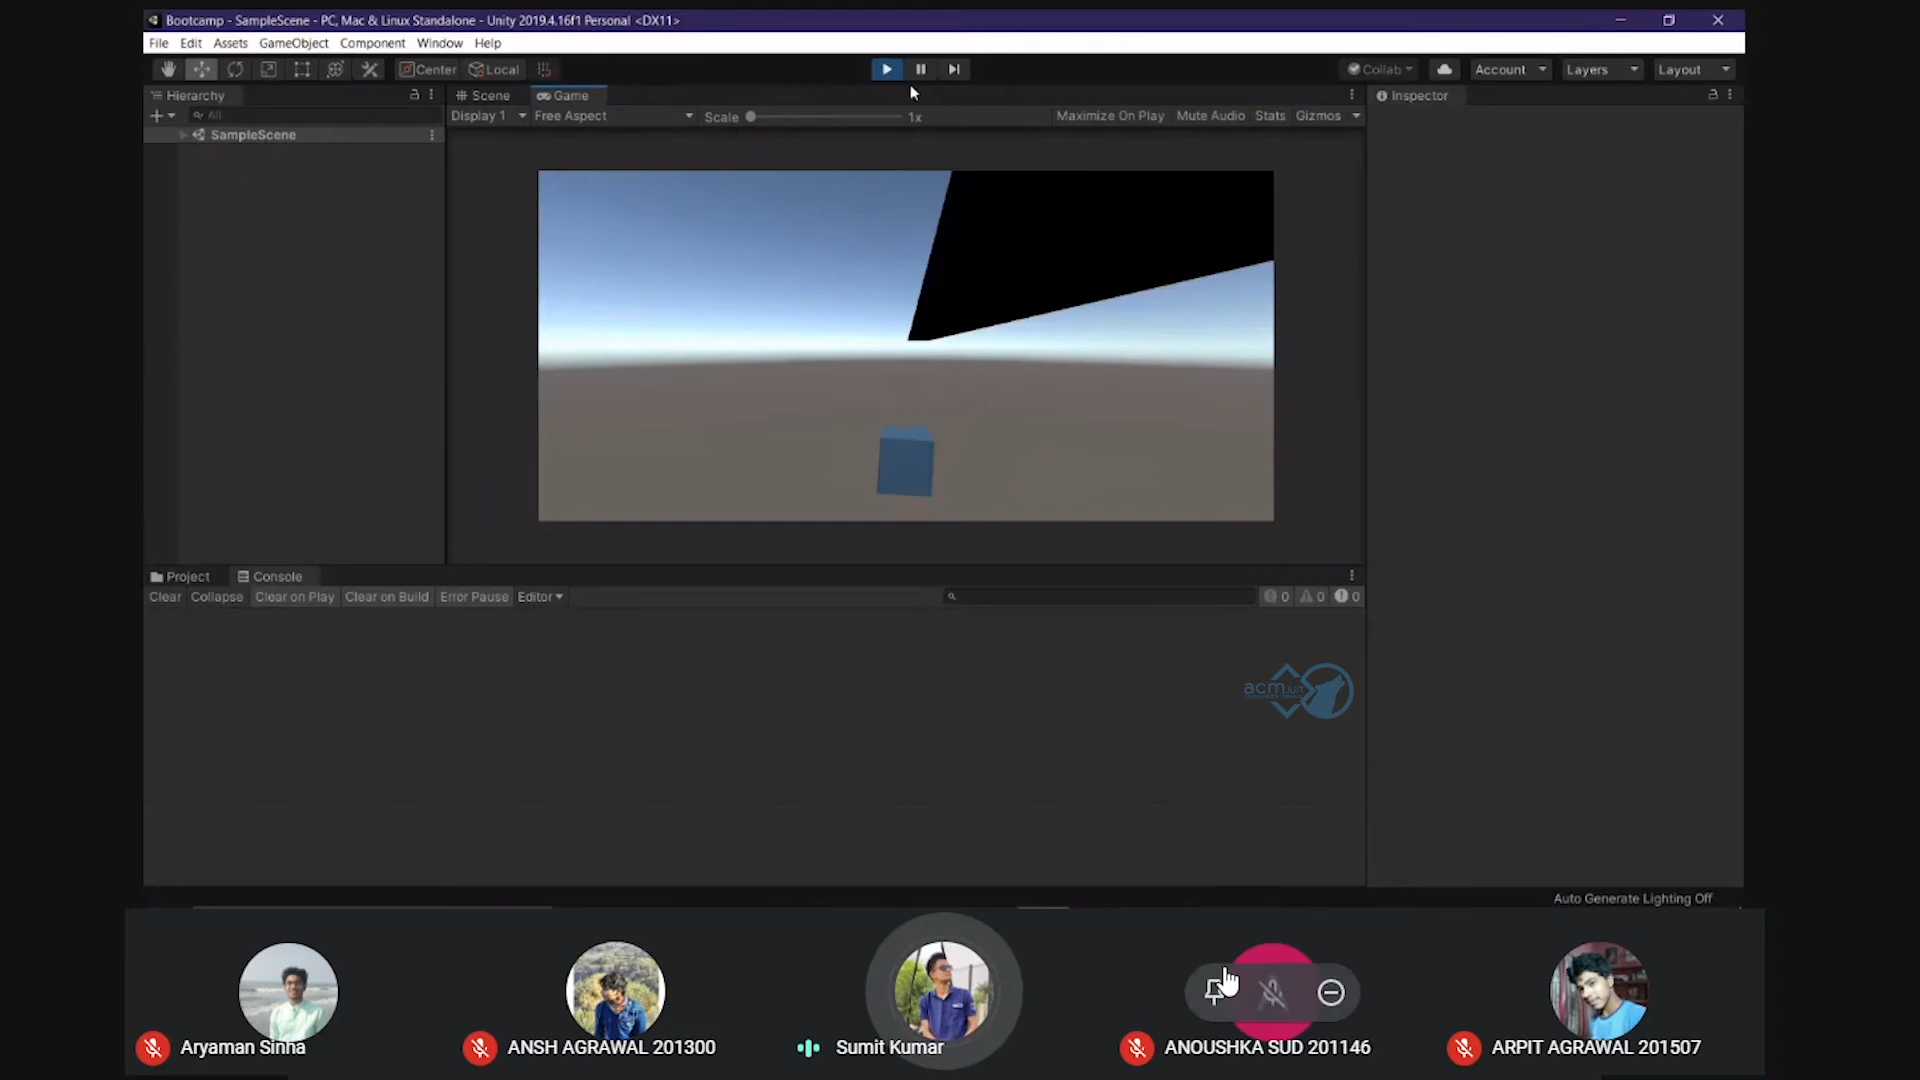 Bootcamp - SampleScene - PC, Mac & Linux Standalone - Unity 2019.4.16f1 Personal <DX11>
File Edit Assets GameObject Component Window Help
Center Local Collab Account Layers Layout
Hierarchy Scene Game Inspector
All Display 1 Free Aspect Scale 1x Maximize On Play Mute Audio Stats Gizmos
SampleScene
Project Console
Clear Collapse Clear on Play Clear on Build Error Pause Editor 0 0 0
acm JUIT
Auto Generate Lighting Off
Aryaman Sinha ANSH AGRAWAL 201300 Sumit Kumar ANOUSHKA SUD 201146 ARPIT AGRAWAL 201507